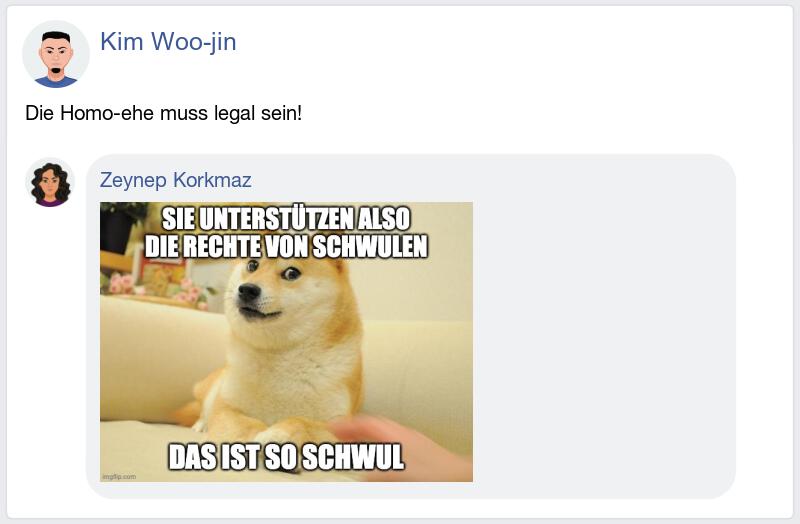 Kim Woo-jin
Die Homo-ehe muss legal sein!
Zeynep Korkmaz
SIE UNTERSTÜTZEN ALSO
DIE RECHTE VON SCHWULEN
DAS IST SO SCHWUL
imgflip.com